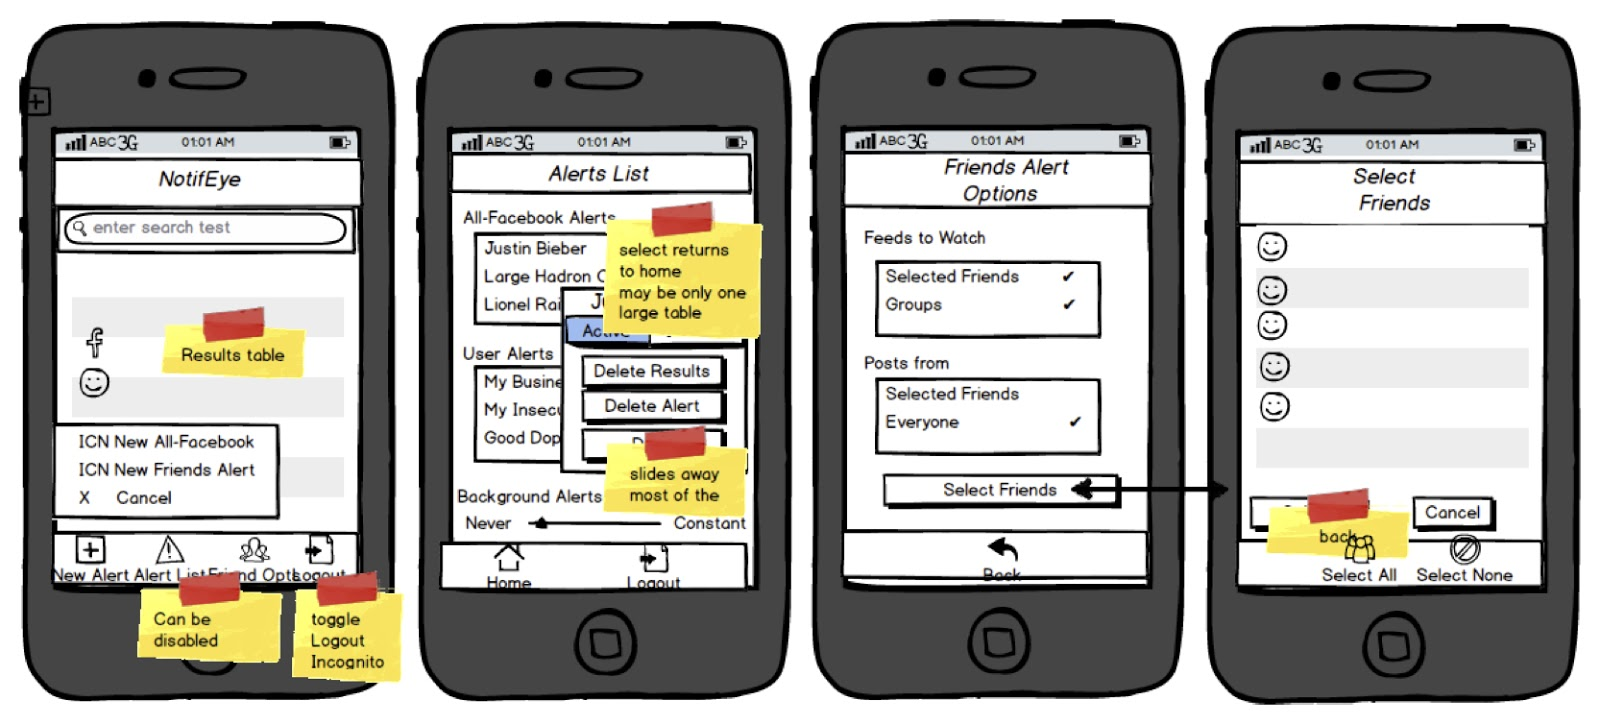 ABC 3G 01:01 AM
NotifEye
enter search test
Results table
ICN New All-Facebook
ICN New Friends Alert
X Cancel
New Alert Alert List Friend Opts Logout
Can be
disabled
toggle
Logout
Incognito
ABC 3G 01:01 AM
Alerts List
All-Facebook Alerts
Justin Bieber
Large Hadron C
Lionel Rai
select returns
to home
may be only one
large table
J
Active
User Alerts
My Busine
My Insecu
Good Dop
Delete Results
Delete Alert
D
slides away
most of the
Background Alerts
Never Constant
Home Logout
ABC 3G 01:01 AM
Friends Alert
Options
Feeds to Watch
Selected Friends ✔
Groups ✔
Posts from
Selected Friends
Everyone ✔
Select Friends
Back
ABC 3G 01:01 AM
Select
Friends
Cancel
back
Select All Select None